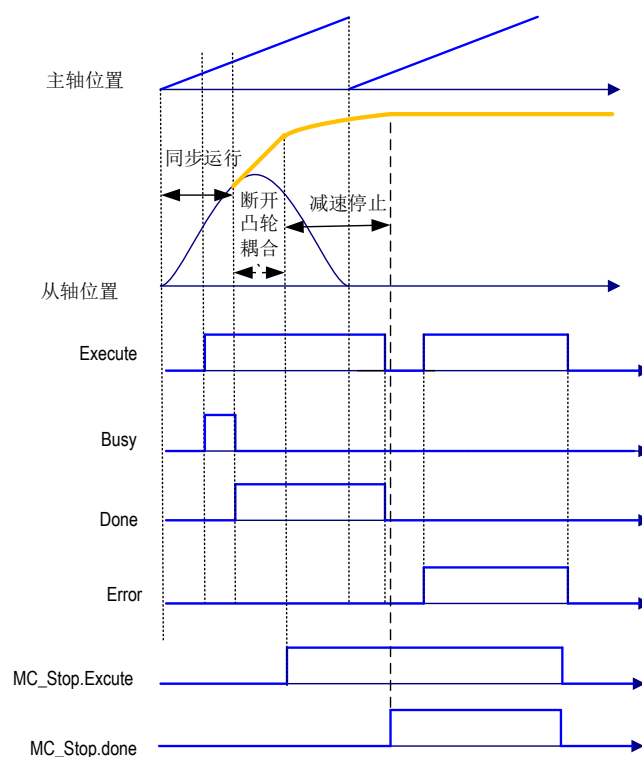 主轴位置
同步运行
断开
凸轮
耦合
减速停止
从轴位置
Execute
Busy
Done
Error
MC_Stop.Excute
MC_Stop.done